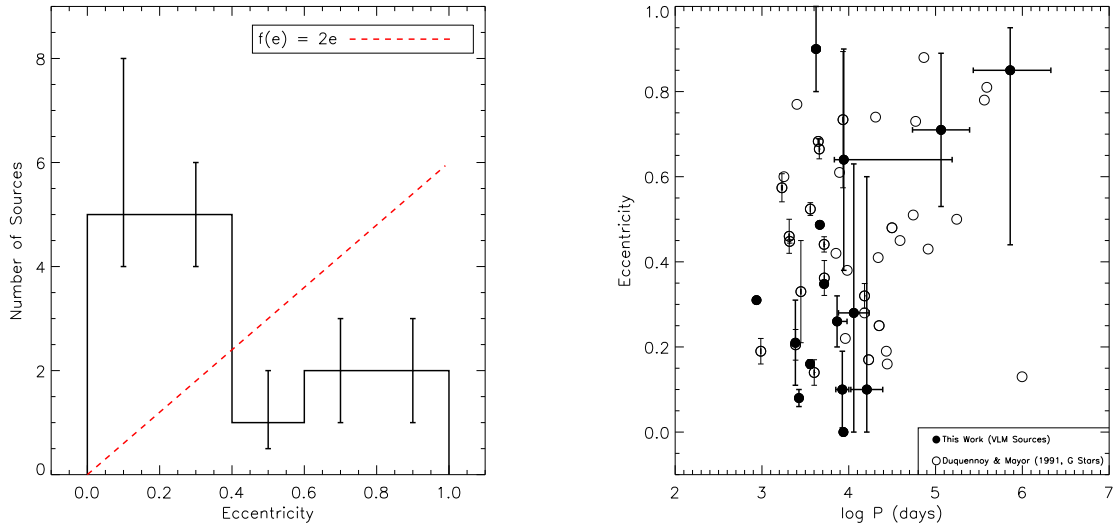 f(e) = 2e
Number of Sources
8
6
4
2
0
0.0 0.2 0.4 0.6 0.8 1.0
Eccentricity
Eccentricity
1.0
0.8
0.6
0.4
0.2
0.0
This Work (VLM Sources)
Duquennoy & Mayor (1991, G Stars)
2 3 4 5 6 7
log P (days)